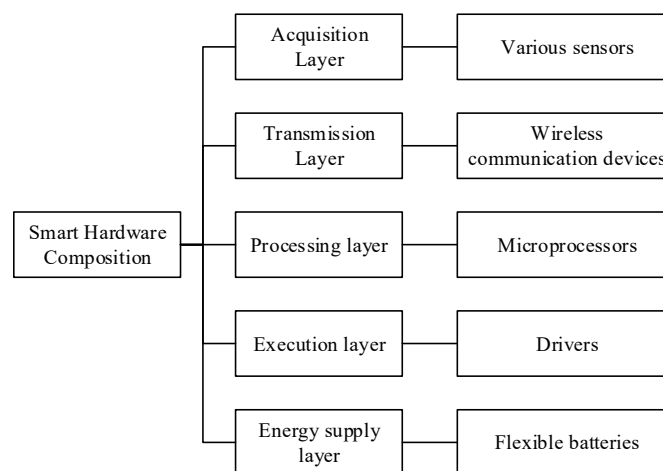 Acquisition
Layer
Various sensors
Transmission
Layer
Wireless
communication devices
Smart Hardware
Composition
Processing layer
Microprocessors
Execution layer
Drivers
Energy supply
layer
Flexible batteries